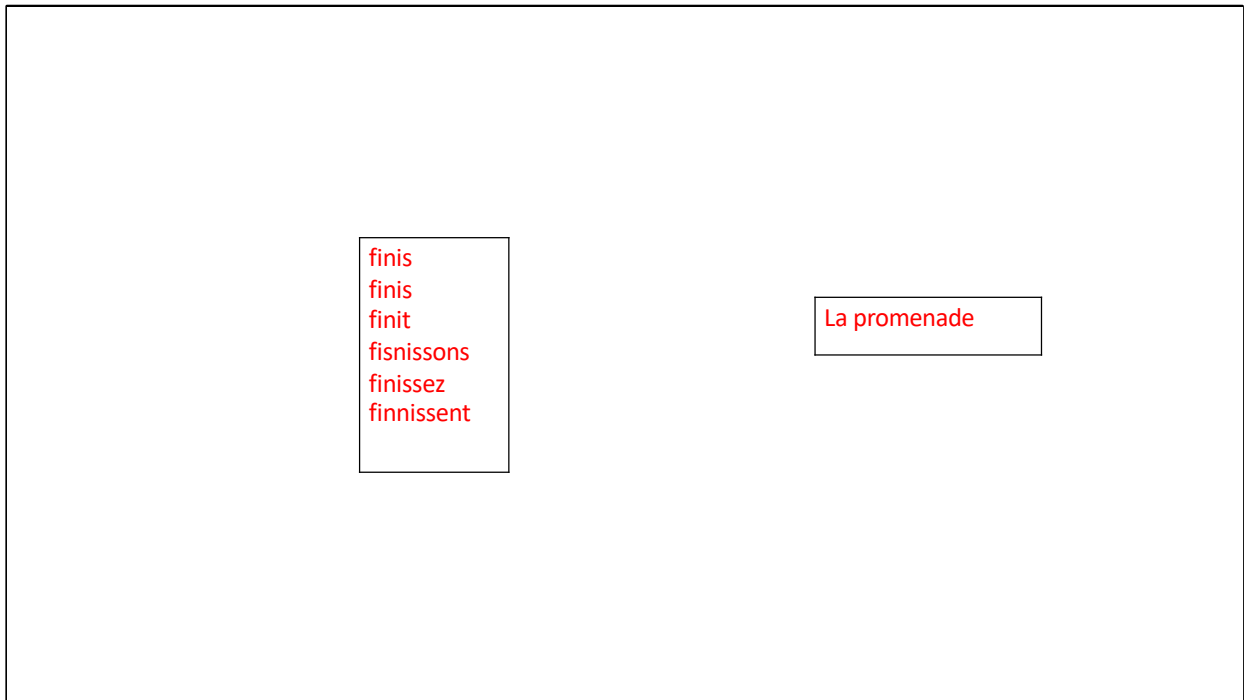 finis
finis
finit
fisnissons
finissez
finnissent
La promenade